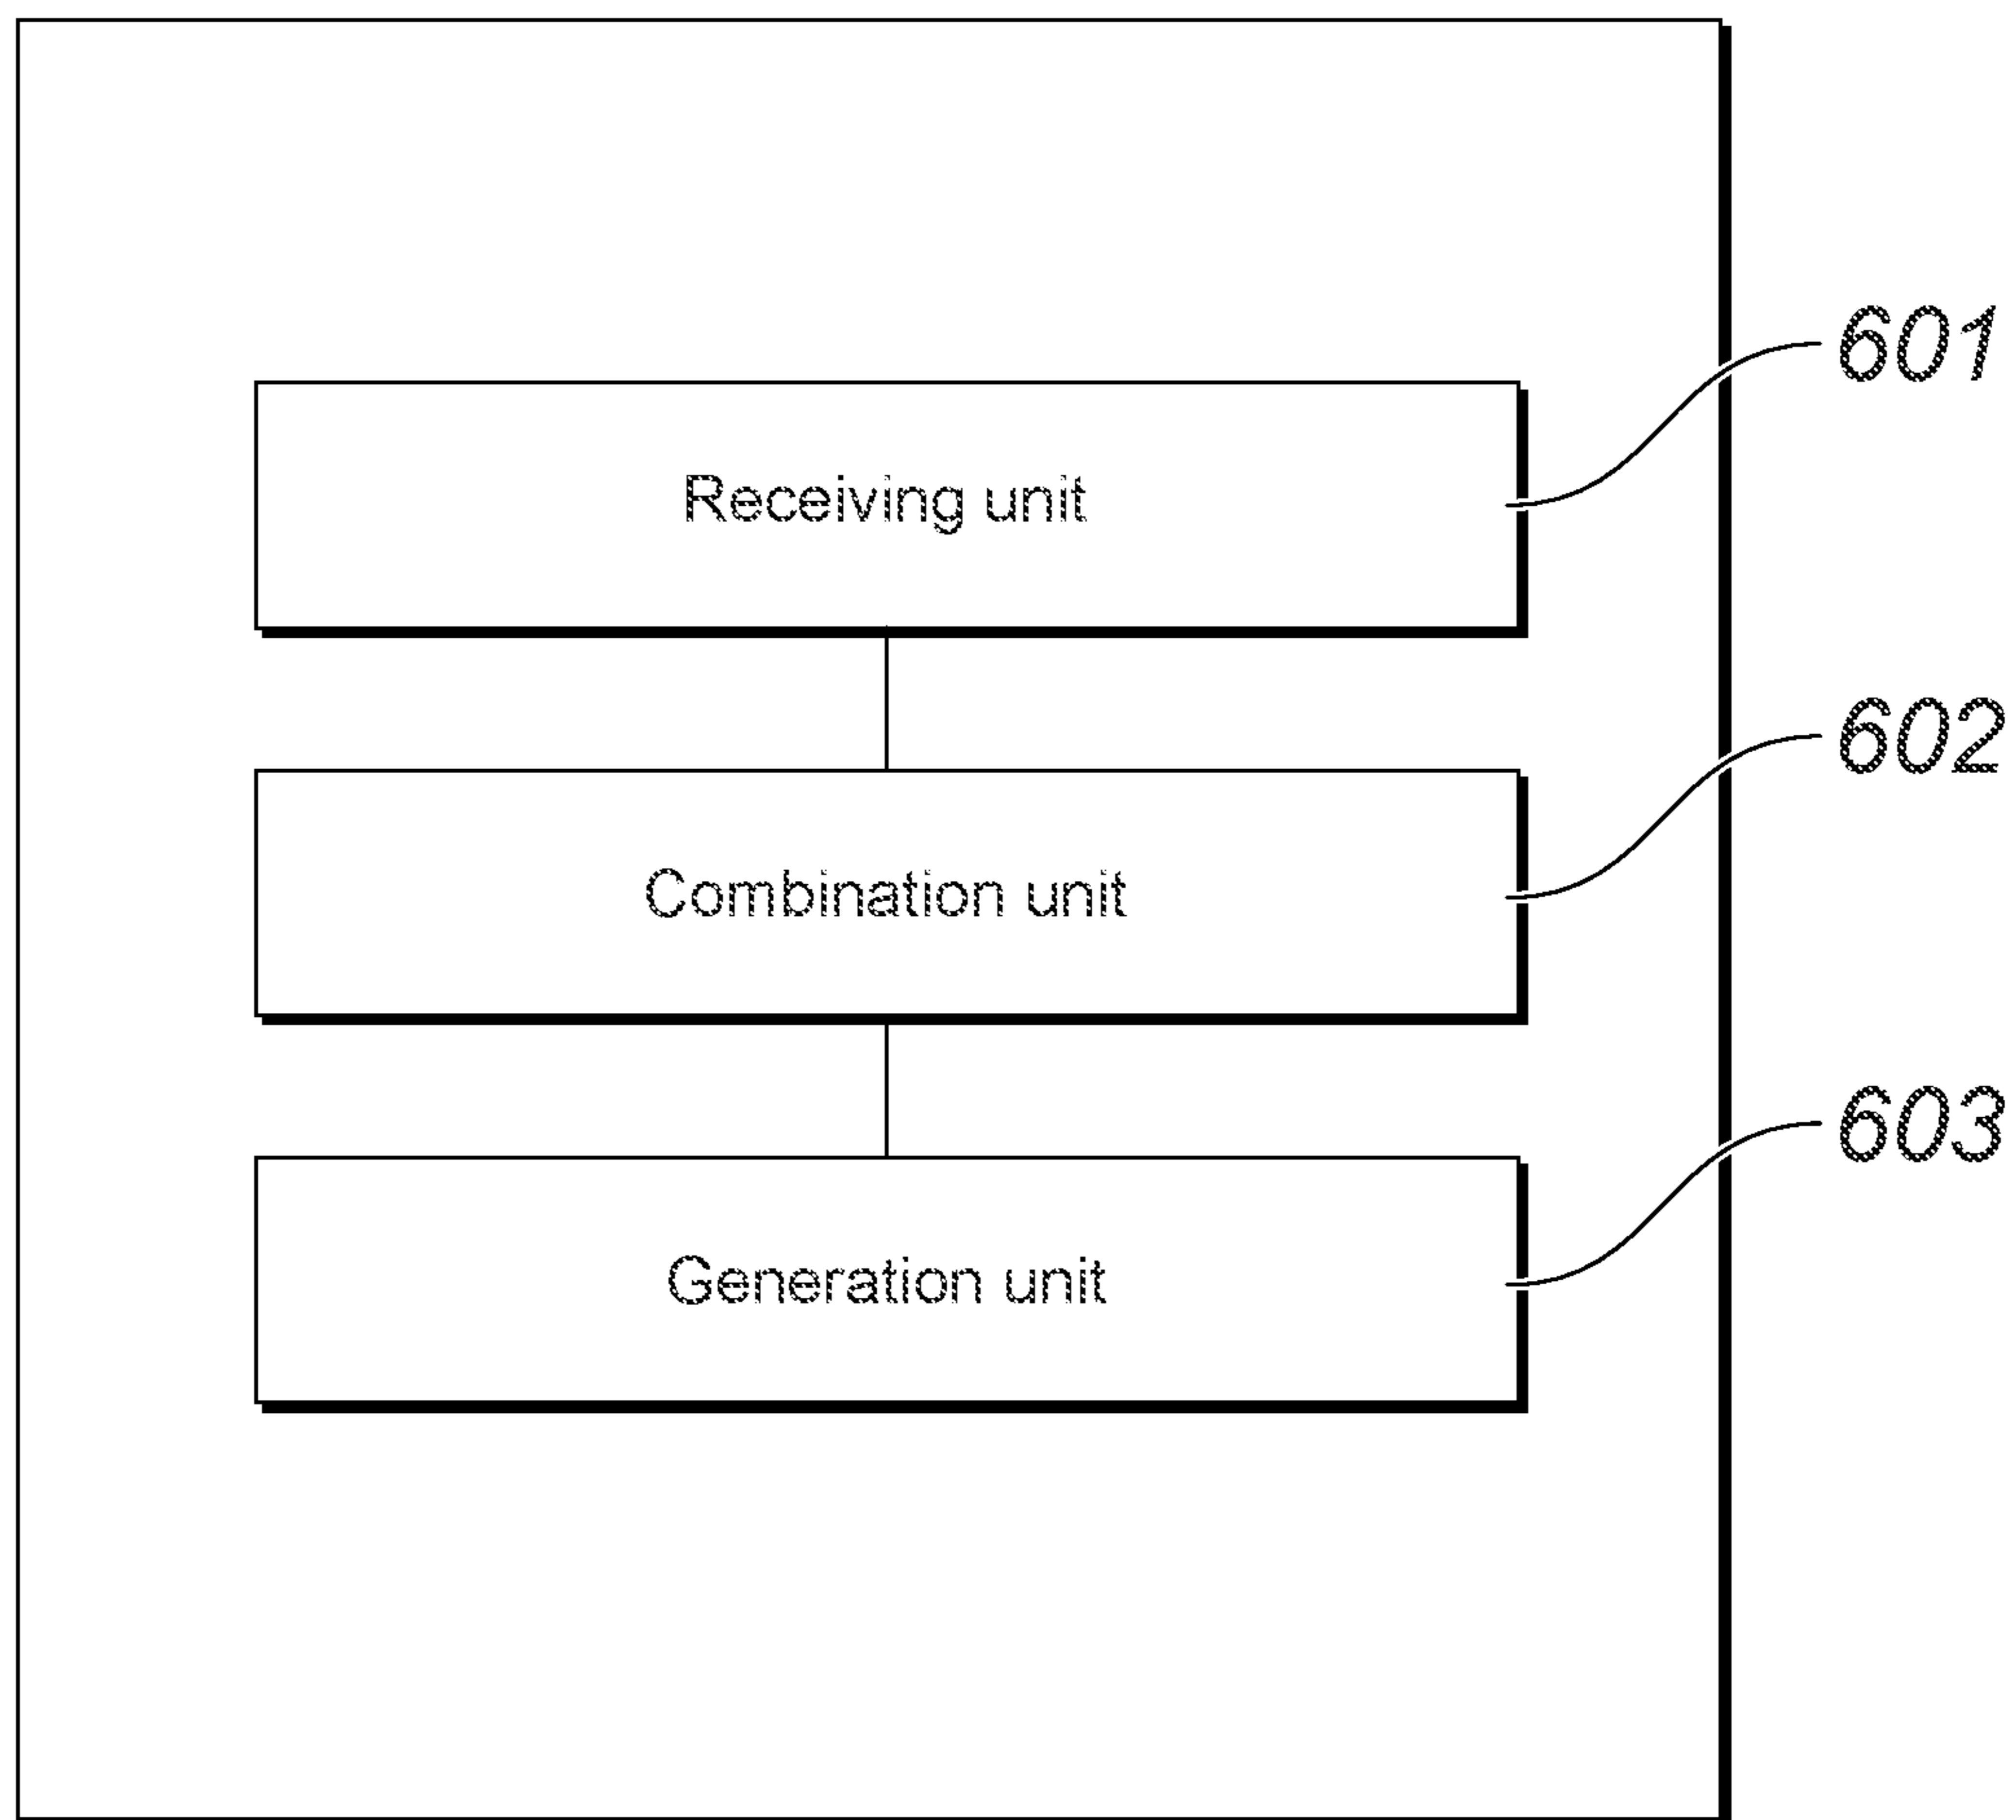 601
Receiving unit
602
Combination unit
603
Generation unit